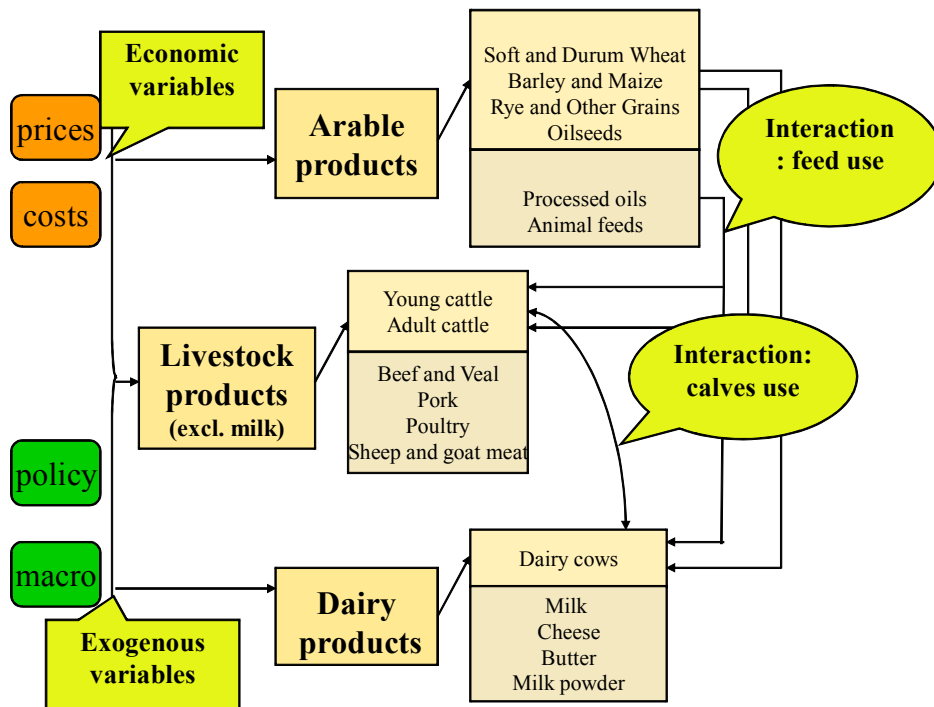 Economic
variables
prices
costs
Arable
products
Soft and Durum Wheat
Barley and Maize
Rye and Other Grains
Oilseeds
Processed oils
Animal feeds
Interaction
: feed use
Livestock
products
(excl. milk)
Young cattle
Adult cattle
Beef and Veal
Pork
Poultry
Sheep and goat meat
Interaction:
calves use
policy
macro
Exogenous
variables
Dairy
products
Dairy cows
Milk
Cheese
Butter
Milk powder